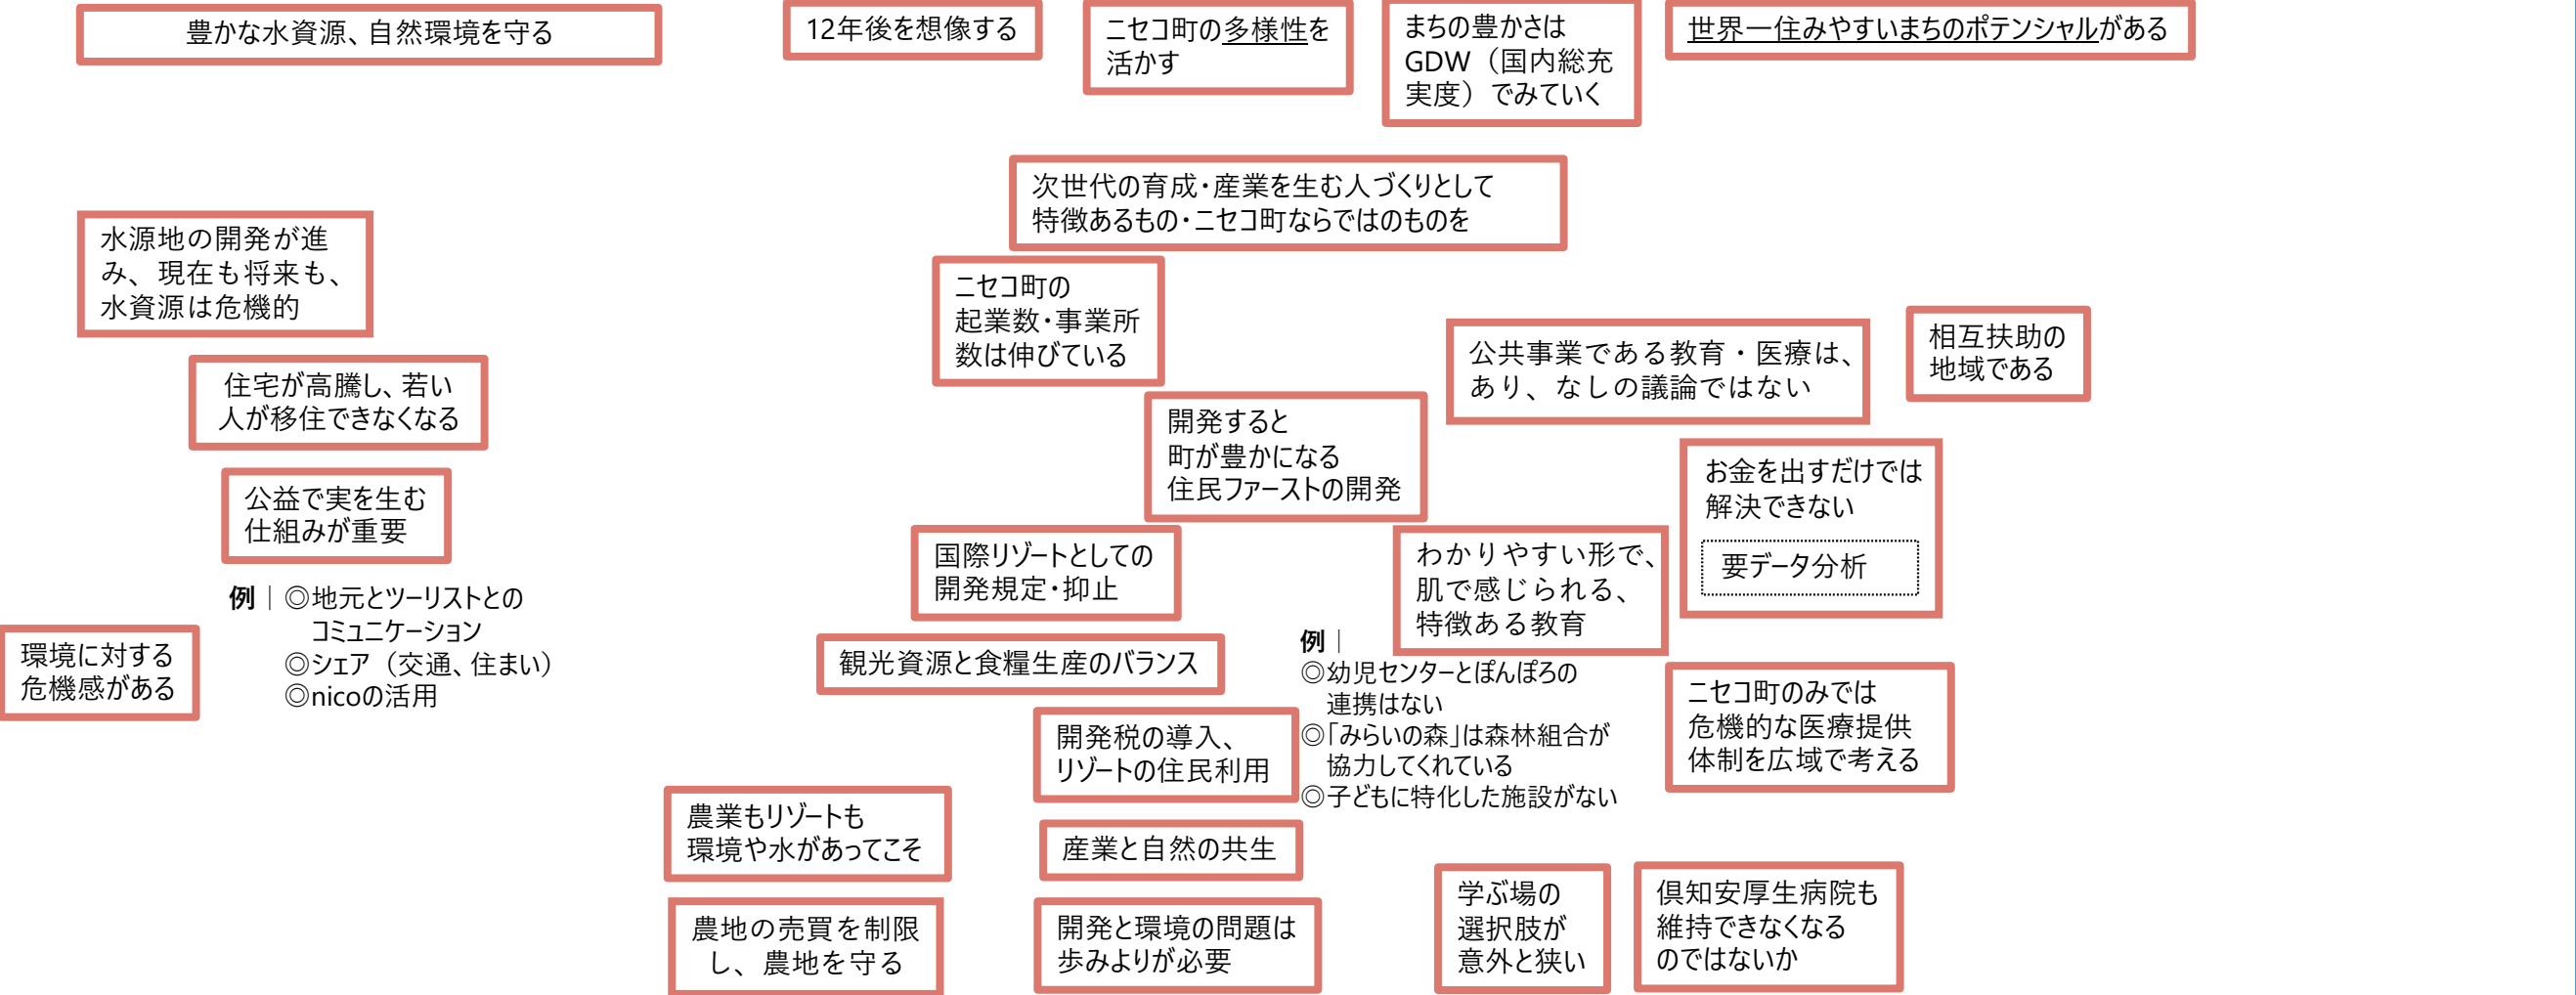 豊かな水資源、自然環境を守る
12年後を想像する
ニセコ町の多様性を
活かす
まちの豊かさは
GDW（国内総充
実度）でみていく
世界一住みやすいまちのポテンシャルがある
次世代の育成・産業を生む人づくりとして
特徴あるもの・ニセコ町ならではのものを
水源地の開発が進
み、現在も将来も、
水資源は危機的
ニセコ町の
起業数・事業所
数は伸びている
公共事業である教育・医療は、
あり、なしの議論ではない
相互扶助の
地域である
住宅が高騰し、若い
人が移住できなくなる
開発すると
町が豊かになる
住民ファーストの開発
お金を出すだけでは
解決できない
要データ分析
公益で実を生む
仕組みが重要
例｜◎地元とツーリストとの
コミュニケーション
◎シェア（交通、住まい）
◎nicoの活用
国際リゾートとしての
開発規定・抑止
わかりやすい形で、
肌で感じられる、
特徴ある教育
環境に対する
危機感がある
観光資源と食糧生産のバランス
例｜
◎幼児センターとぽんぽろの
連携はない
◎「みらいの森」は森林組合が
協力してくれている
◎子どもに特化した施設がない
ニセコ町のみでは
危機的な医療提供
体制を広域で考える
開発税の導入、
リゾートの住民利用
農業もリゾートも
環境や水があってこそ
産業と自然の共生
農地の売買を制限
し、農地を守る
開発と環境の問題は
歩みよりが必要
学ぶ場の
選択肢が
意外と狭い
倶知安厚生病院も
維持できなくなる
のではないか